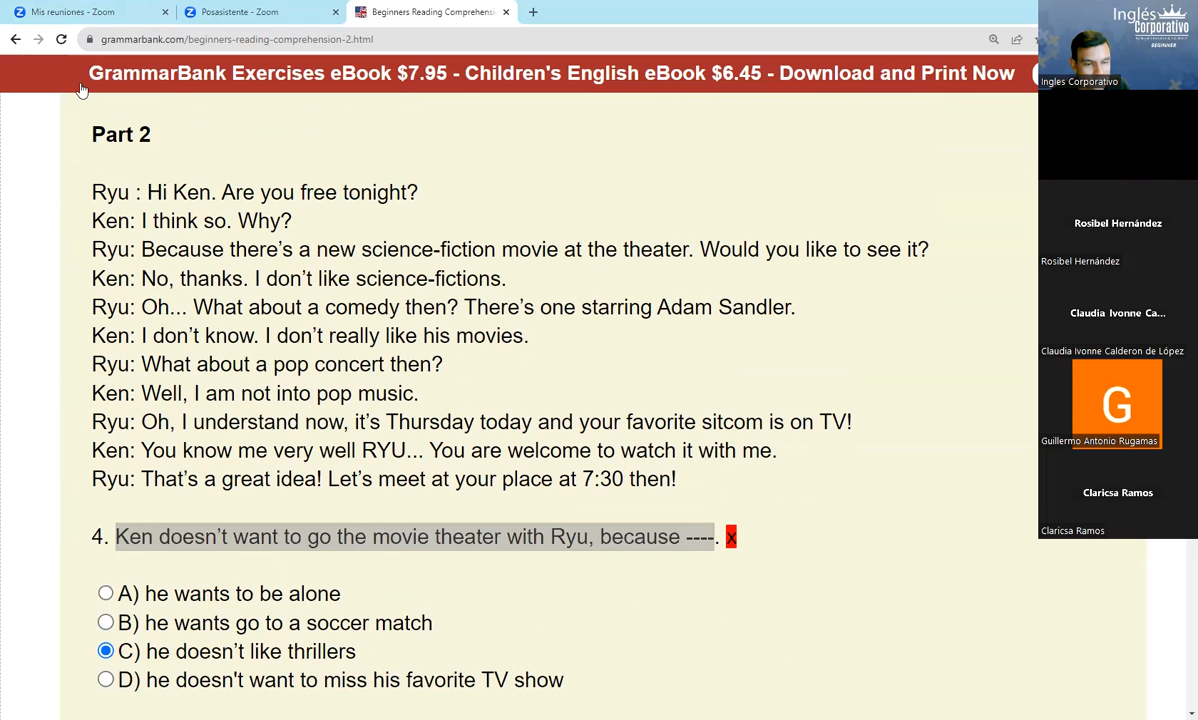 Mis reuniones - Zoom
Posasistente - Zoom
Beginners Reading Comprehensi
grammarbank.com/beginners-reading-comprehension-2.html
GrammarBank Exercises eBook $7.95 - Children's English eBook $6.45 - Download and Print Now
Part 2
Ryu : Hi Ken. Are you free tonight?
Ken: I think so. Why?
Ryu: Because there’s a new science-fiction movie at the theater. Would you like to see it?
Ken: No, thanks. I don’t like science-fictions.
Ryu: Oh... What about a comedy then? There’s one starring Adam Sandler.
Ken: I don’t know. I don’t really like his movies.
Ryu: What about a pop concert then?
Ken: Well, I am not into pop music.
Ryu: Oh, I understand now, it’s Thursday today and your favorite sitcom is on TV!
Ken: You know me very well RYU... You are welcome to watch it with me.
Ryu: That’s a great idea! Let’s meet at your place at 7:30 then!
4. Ken doesn’t want to go the movie theater with Ryu, because ----. x
A) he wants to be alone
B) he wants go to a soccer match
C) he doesn’t like thrillers
D) he doesn't want to miss his favorite TV show
Inglés
Corporativo
BEGINNER
Ingles Corporativo
Rosibel Hernández
Rosibel Hernández
Claudia Ivonne Ca...
Claudia Ivonne Calderon de López
G
Guillermo Antonio Rugamas
Claricsa Ramos
Claricsa Ramos